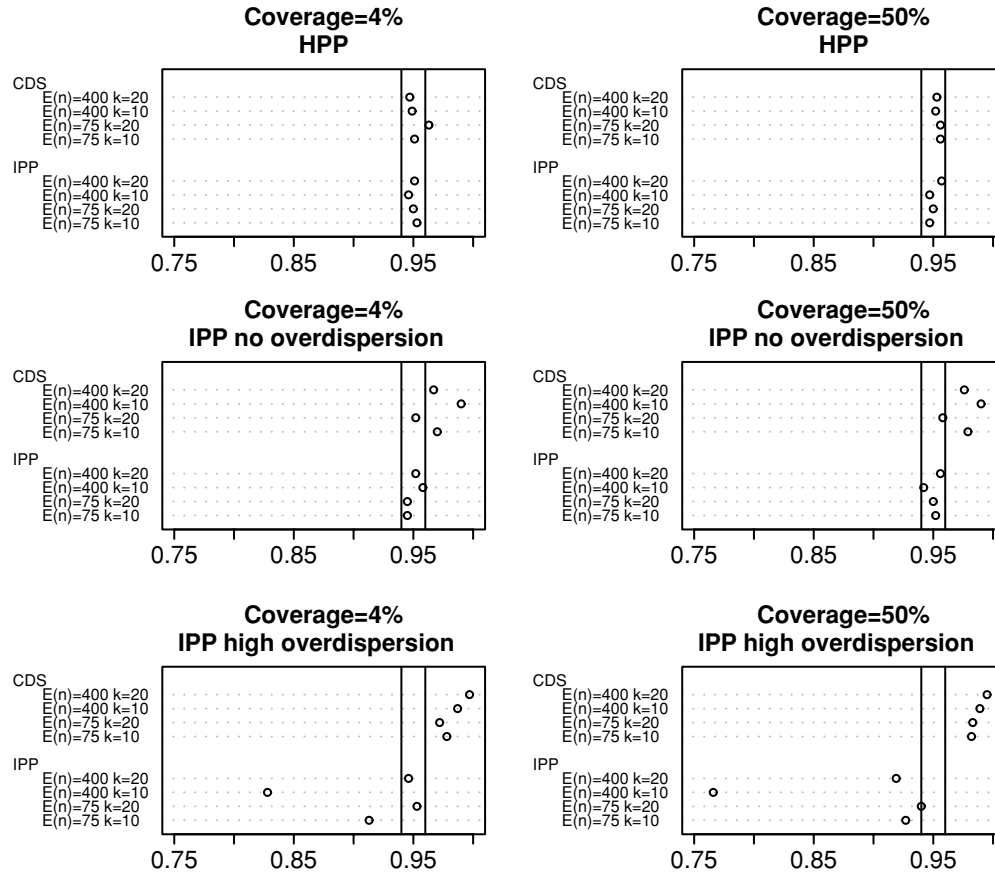 Coverage=4%
HPP
CDS
E(n)=400 k=20
E(n)=400 k=10
E(n)=75 k=20
E(n)=75 k=10
IPP
E(n)=400 k=20
E(n)=400 k=10
E(n)=75 k=20
E(n)=75 k=10
0.75 0.85 0.95
Coverage=50%
HPP
CDS
E(n)=400 k=20
E(n)=400 k=10
E(n)=75 k=20
E(n)=75 k=10
IPP
E(n)=400 k=20
E(n)=400 k=10
E(n)=75 k=20
E(n)=75 k=10
0.75 0.85 0.95
Coverage=4%
IPP no overdispersion
CDS
E(n)=400 k=20
E(n)=400 k=10
E(n)=75 k=20
E(n)=75 k=10
IPP
E(n)=400 k=20
E(n)=400 k=10
E(n)=75 k=20
E(n)=75 k=10
0.75 0.85 0.95
Coverage=50%
IPP no overdispersion
CDS
E(n)=400 k=20
E(n)=400 k=10
E(n)=75 k=20
E(n)=75 k=10
IPP
E(n)=400 k=20
E(n)=400 k=10
E(n)=75 k=20
E(n)=75 k=10
0.75 0.85 0.95
Coverage=4%
IPP high overdispersion
CDS
E(n)=400 k=20
E(n)=400 k=10
E(n)=75 k=20
E(n)=75 k=10
IPP
E(n)=400 k=20
E(n)=400 k=10
E(n)=75 k=20
E(n)=75 k=10
0.75 0.85 0.95
Coverage=50%
IPP high overdispersion
CDS
E(n)=400 k=20
E(n)=400 k=10
E(n)=75 k=20
E(n)=75 k=10
IPP
E(n)=400 k=20
E(n)=400 k=10
E(n)=75 k=20
E(n)=75 k=10
0.75 0.85 0.95